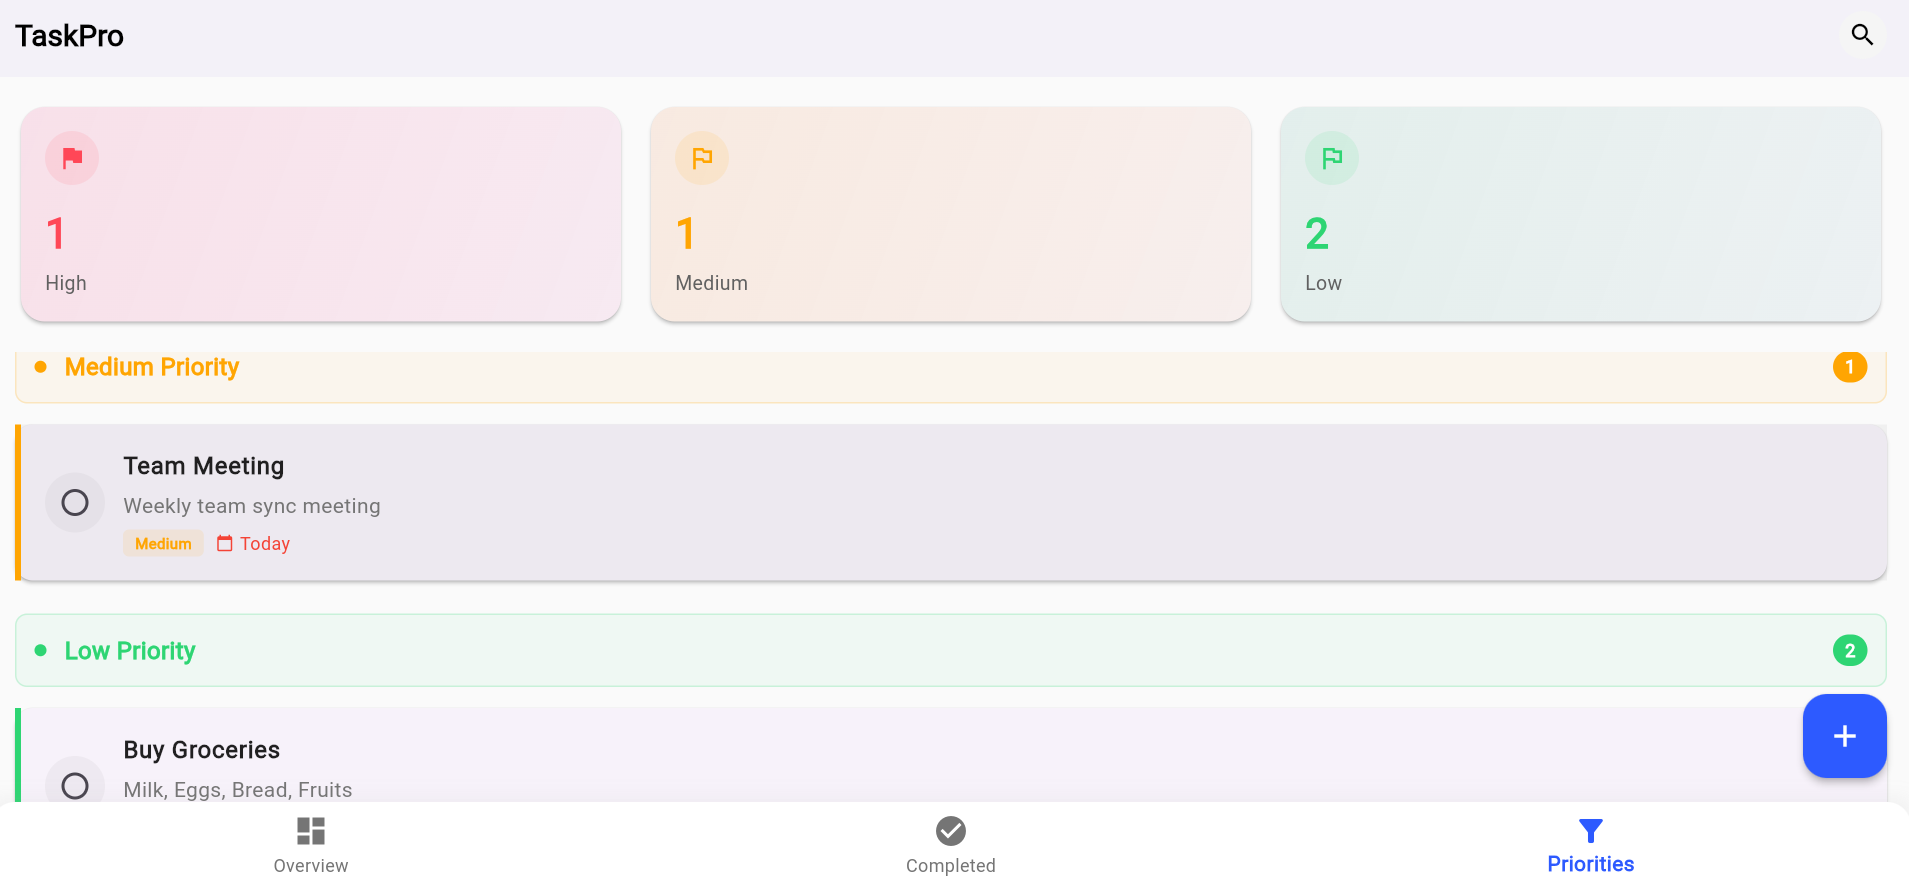 TaskPro
1
High
1
Medium
2
Low
Medium Priority 1
Team Meeting
Weekly team sync meeting
Medium Today
Low Priority 2
Buy Groceries
Milk, Eggs, Bread, Fruits
Overview Completed Priorities